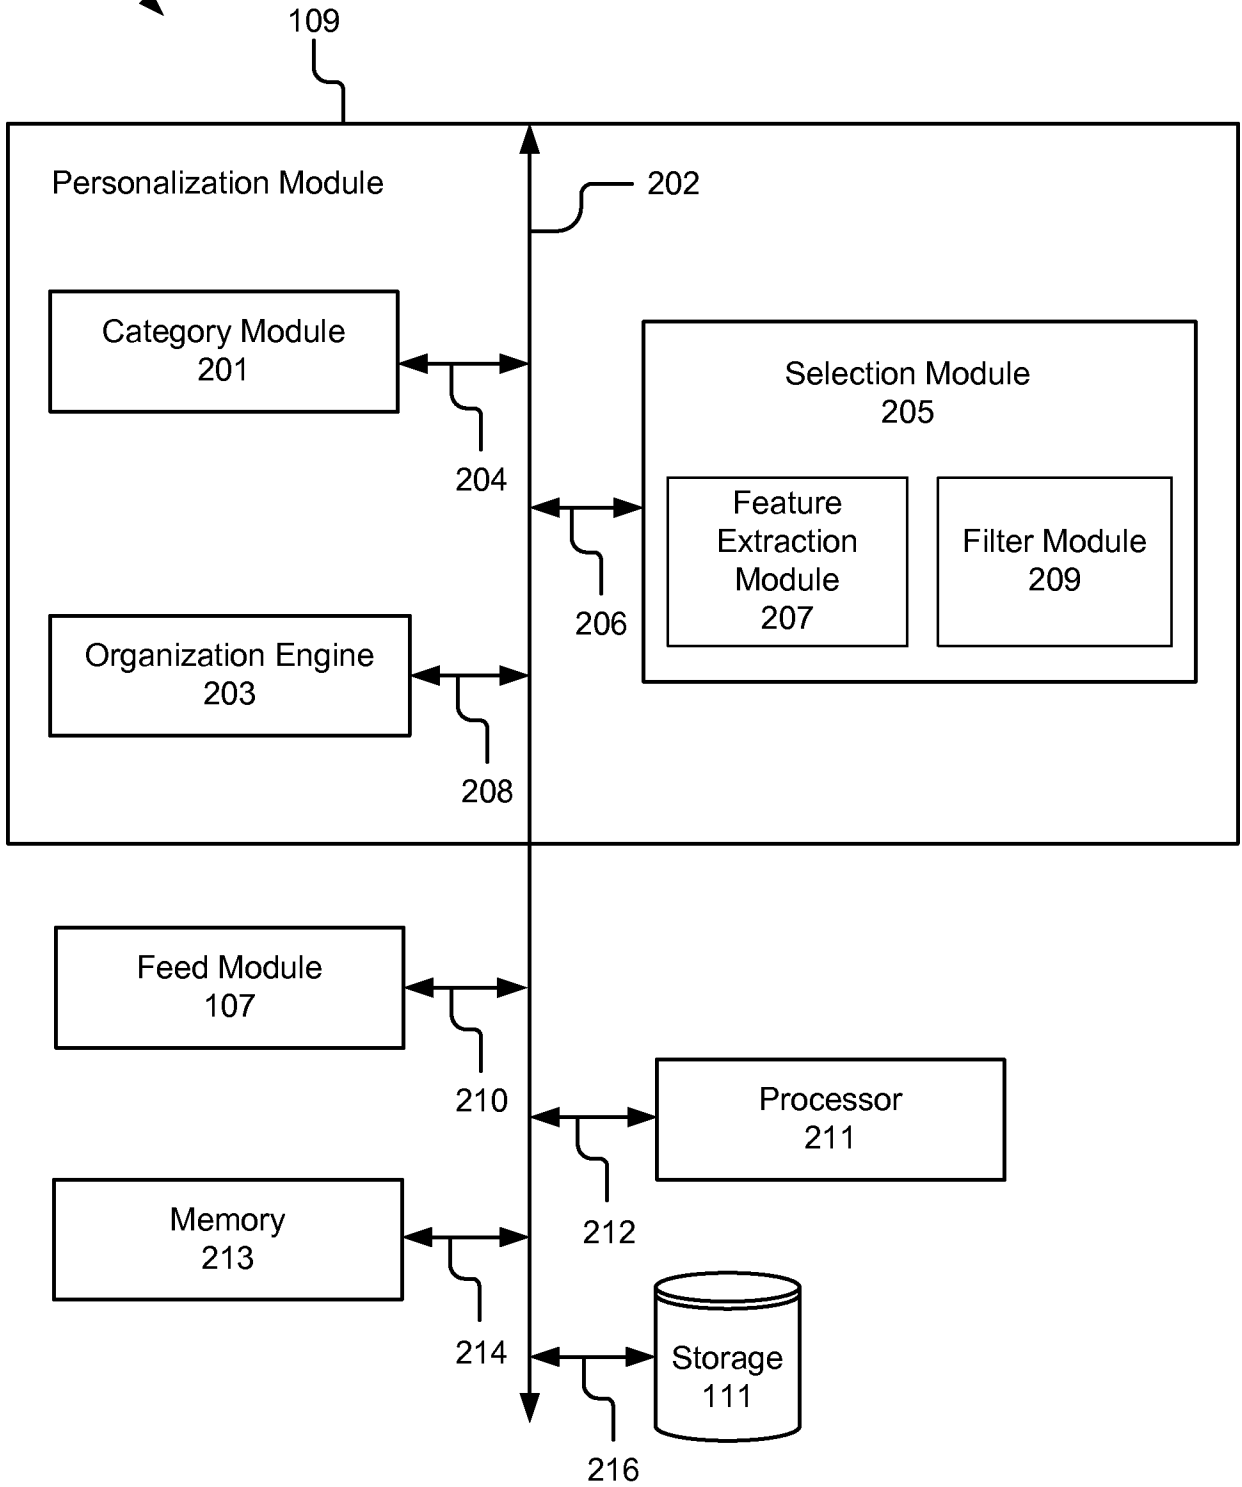 109
Personalization Module
202
Category Module
201
204
Selection Module
205
Feature
Extraction
Module
207
Filter Module
209
206
Organization Engine
203
208
Feed Module
107
210
Processor
211
212
Memory
213
214
Storage
111
216